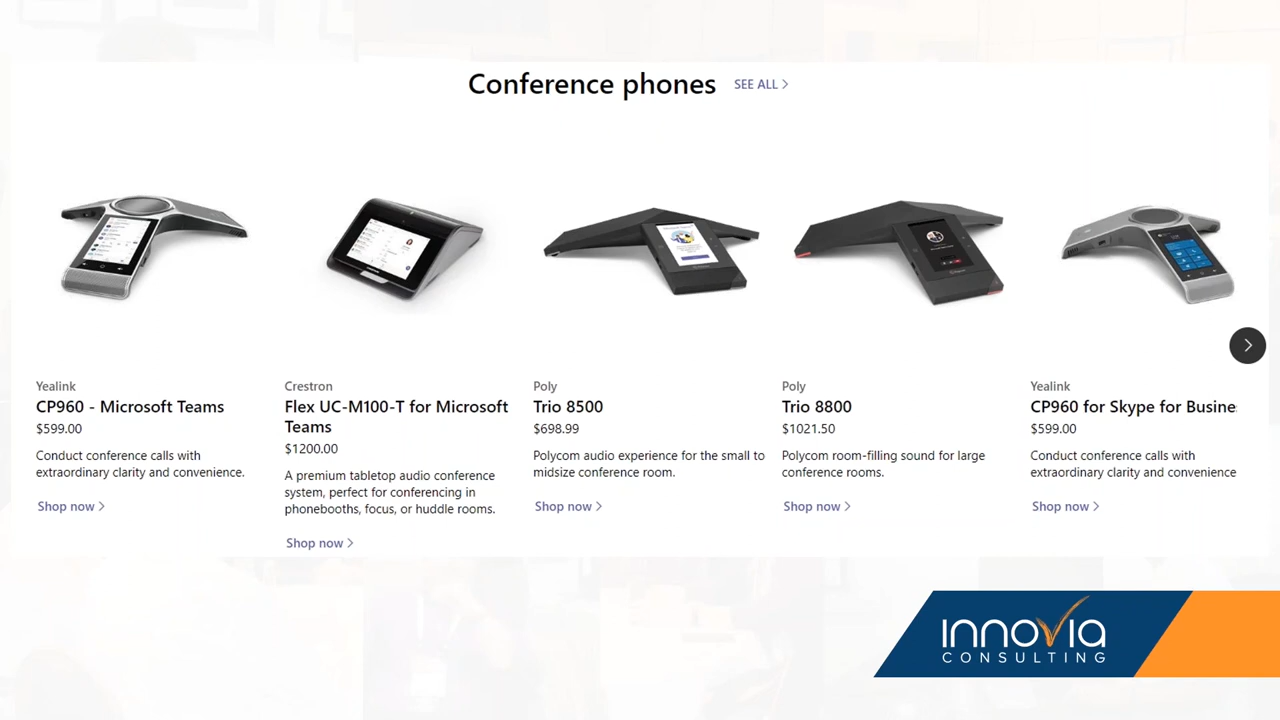 Conference phones SEE ALL >
Yealink
CP960 - Microsoft Teams
$599.00
Conduct conference calls with
extraordinary clarity and convenience.
Shop now >
Crestron
Flex UC-M100-T for Microsoft
Teams
$1200.00
A premium tabletop audio conference
system, perfect for conferencing in
phonebooths, focus, or huddle rooms.
Shop now >
Poly
Trio 8500
$698.99
Polycom audio experience for the small to
midsize conference room.
Shop now >
Poly
Trio 8800
$1021.50
Polycom room-filling sound for large
conference rooms.
Shop now >
Yealink
CP960 for Skype for Busine
$599.00
Conduct conference calls with
extraordinary clarity and convenience
Shop now >
innovia
CONSULTING